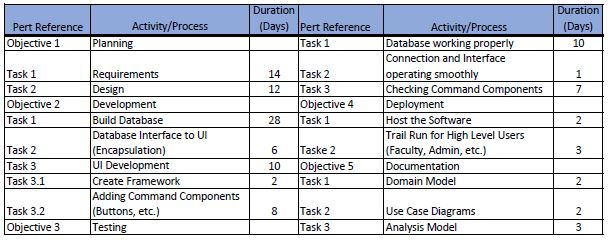 Pert Reference Activity/Process Duration (Days) Pert Reference Activity/Process Duration (Days)
Objective 1 Planning Task 1 Database working properly 10
Task 1 Requirements 14 Task 2 Connection and Interface operating smoothly 1
Task 2 Design 12 Task 3 Checking Command Components 7
Objective 2 Development Objective 4 Deployment
Task 1 Build Database 28 Task 1 Host the Software 2
Task 2 Database Interface to UI (Encapsulation) 6 Taske 2 Trail Run for High Level Users (Faculty, Admin, etc.) 3
Task 3 UI Development 10 Objective 5 Documentation
Task 3.1 Create Framework 2 Task 1 Domain Model 2
Task 3.2 Adding Command Components (Buttons, etc.) 8 Task 2 Use Case Diagrams 2
Objective 3 Testing Task 3 Analysis Model 3